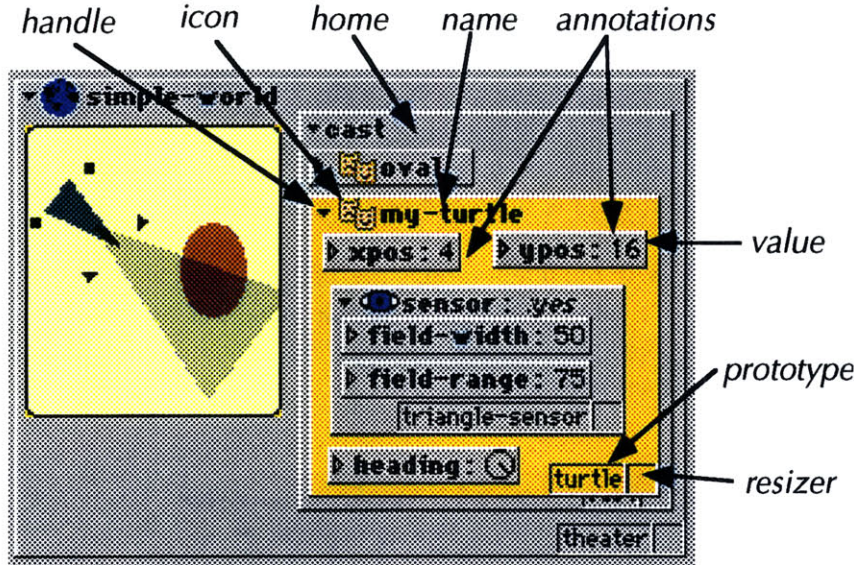 handle icon home name annotations
simple-world
cast
oval
my-turtle
xpos: 4 ypos: 16
value
sensor: yes
field-width: 50
field-range: 75
prototype
triangle-sensor
heading:
turtle
resizer
theater